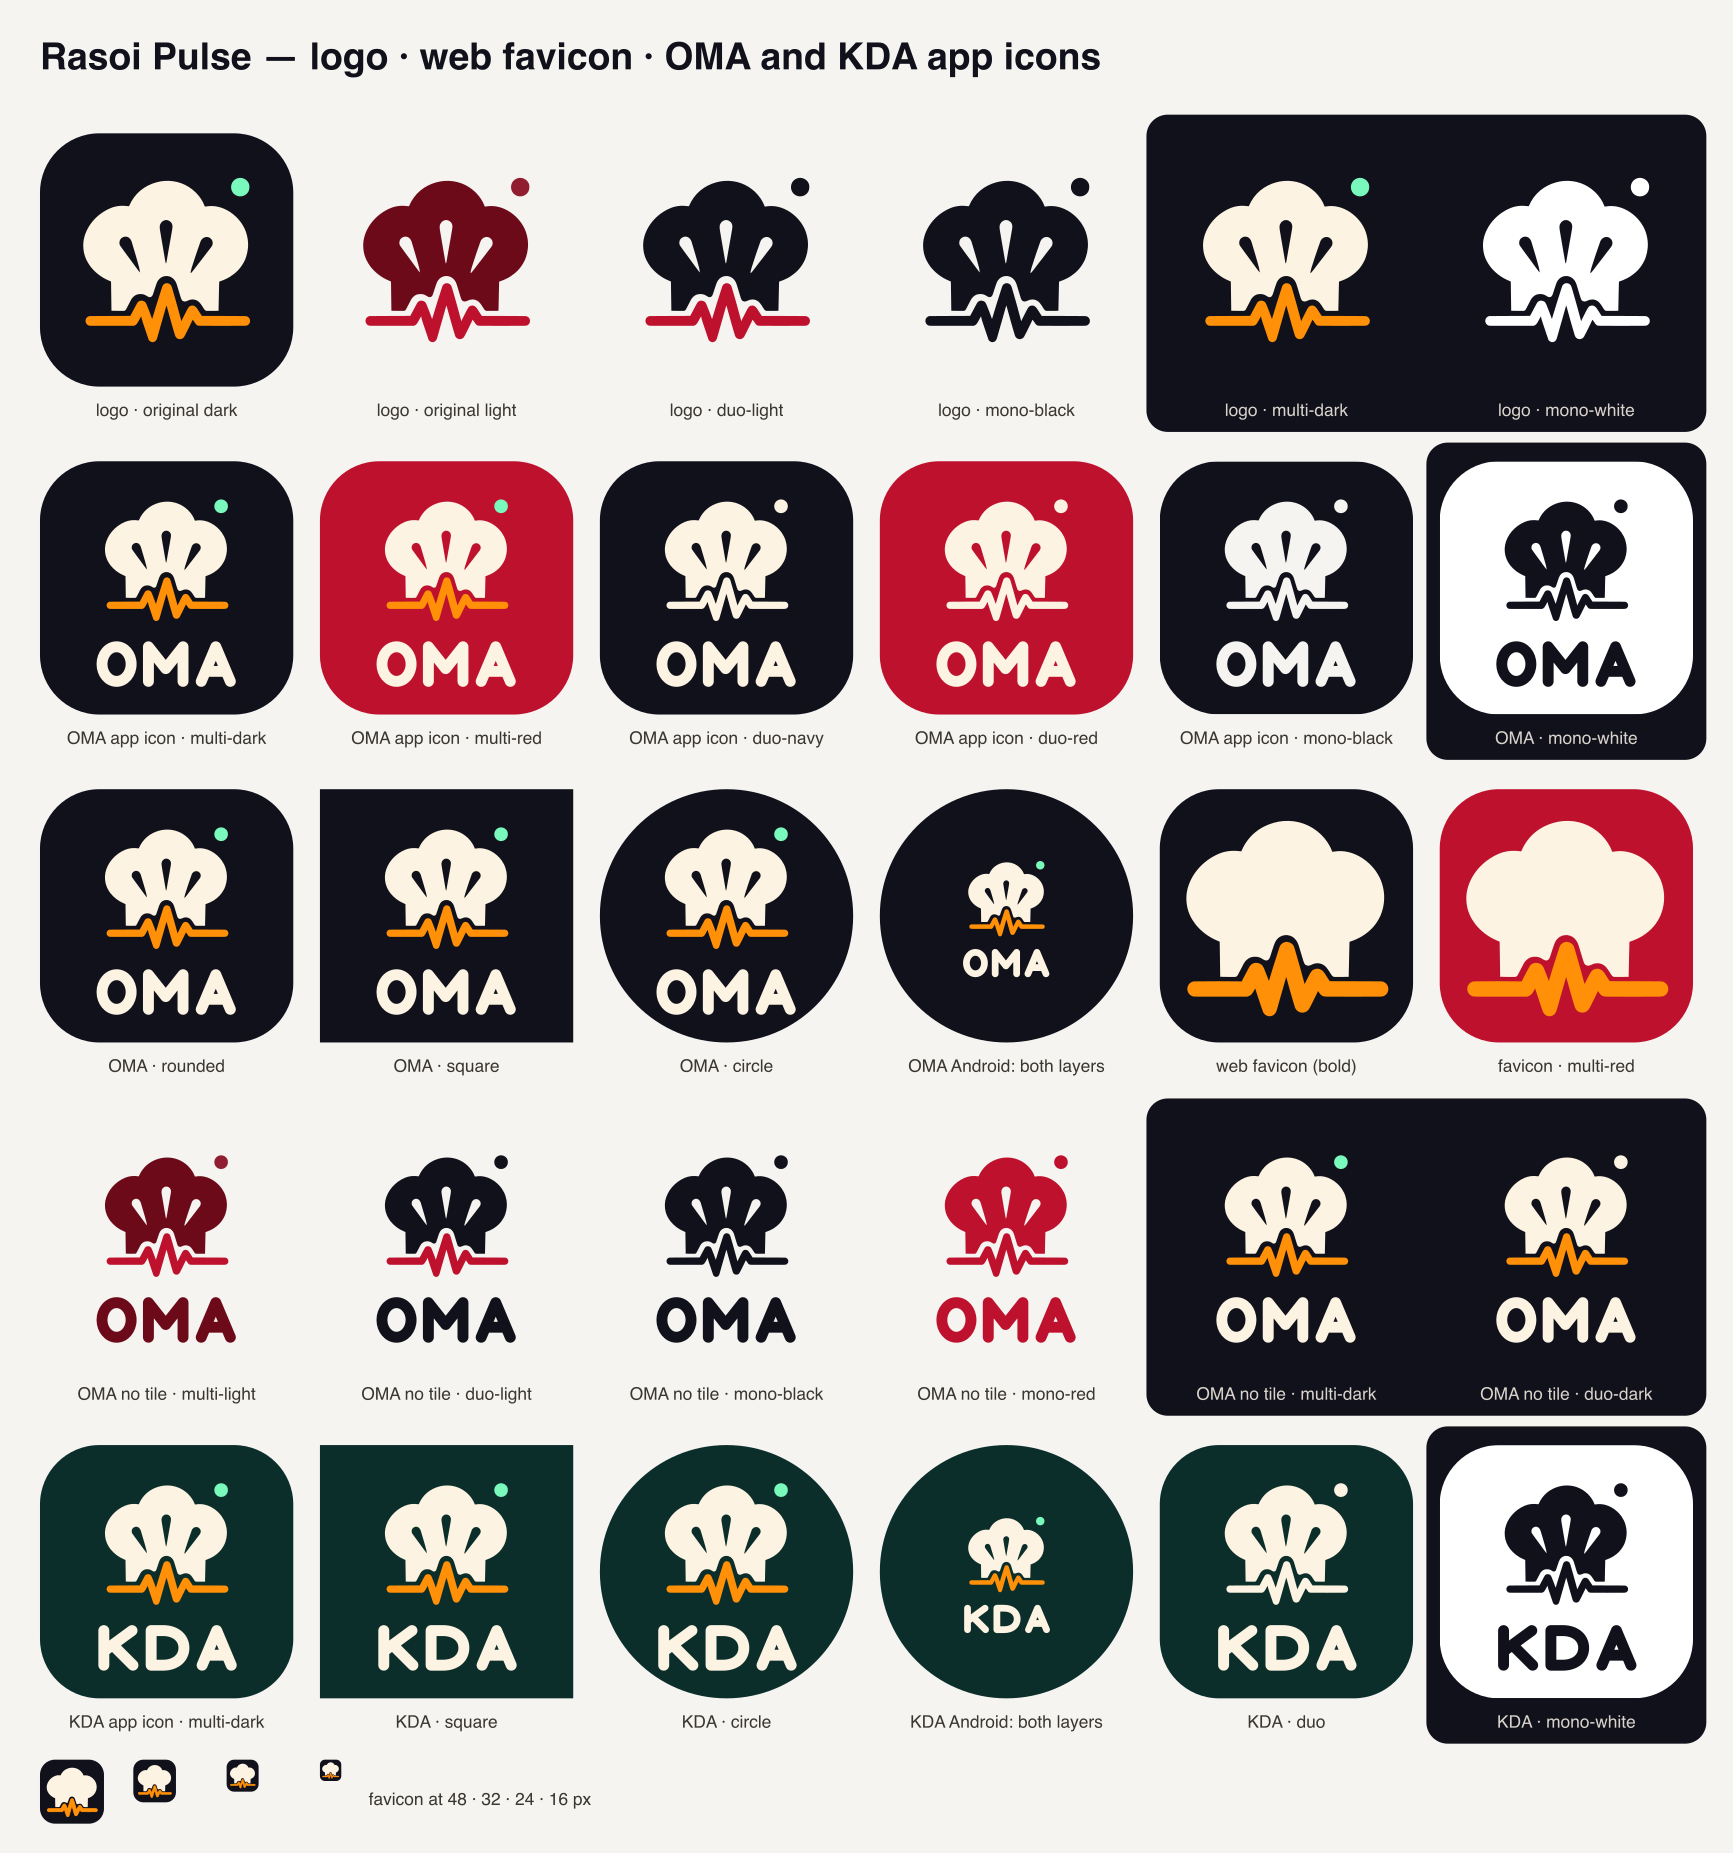 Rasoi Pulse — logo · web favicon · OMA and KDA app icons
logo · original dark
logo · original light
logo · duo-light
logo · mono-black
logo · multi-dark
logo · mono-white
OMA
OMA
OMA
OMA
OMA
OMA
OMA app icon · multi-dark
OMA app icon · multi-red
OMA app icon · duo-navy
OMA app icon · duo-red
OMA app icon · mono-black
OMA · mono-white
OMA
OMA
OMA
OMA
OMA · rounded
OMA · square
OMA · circle
OMA Android: both layers
web favicon (bold)
favicon · multi-red
OMA
OMA
OMA
OMA
OMA
OMA
OMA no tile · multi-light
OMA no tile · duo-light
OMA no tile · mono-black
OMA no tile · mono-red
OMA no tile · multi-dark
OMA no tile · duo-dark
KDA
KDA
KDA
KDA
KDA
KDA
KDA app icon · multi-dark
KDA · square
KDA · circle
KDA Android: both layers
KDA · duo
KDA · mono-white
favicon at 48 · 32 · 24 · 16 px